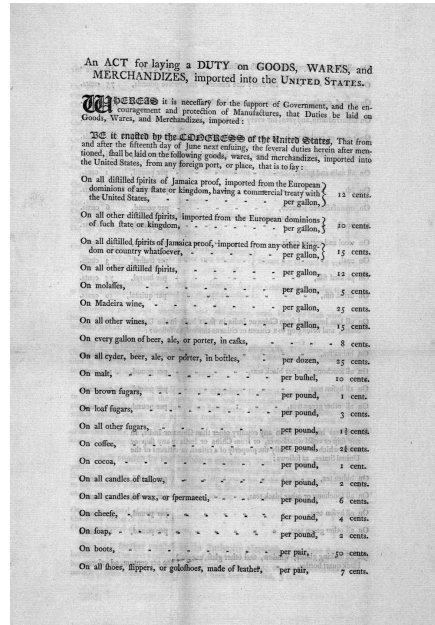 An ACT for laying a DUTY on GOODS, WARES, and
MERCHANDIZES, imported into the UNITED STATES.
WHEREAS it is neceſſary for the ſupport of Government, and the en-
couragement and protection of Manufactures, that Duties be laid on
Goods, Wares, and Merchandizes, imported:
BE it enacted by the CONGRESS of the United States, That from
and after the fifteenth day of June next enſuing, the ſeveral duties herein after men-
tioned, ſhall be laid on the following goods, wares, and merchandizes, imported into
the United States, from any foreign port, or place, that is to ſay:
On all diſtilled ſpirits of Jamaica proof, imported from the European
dominions of any ſtate or kingdom, having a commercial treaty with
the United States, per gallon, 12 cents.
On all other diſtilled ſpirits, imported from the European dominions
of ſuch ſtate or kingdom, - - - - per gallon, 10 cents.
On all diſtilled ſpirits of Jamaica proof, imported from any other king-
dom or country whatſoever, - - - per gallon, 15 cents.
On all other diſtilled ſpirits, - - - - per gallon, 12 cents.
On molaſſes, - - - - - - per gallon, 5 cents.
On Madeira wine, - - - - - per gallon, 25 cents.
On all other wines, - - - - - per gallon, 15 cents.
On every gallon of beer, ale, or porter, in caſks, - - - 8 cents.
On all cyder, beer, ale, or porter, in bottles, - - per dozen, 25 cents.
On malt, - - - - - - per buſhel, 10 cents.
On brown ſugars, - - - - - per pound, 1 cent.
On loaf ſugars, - - - - - per pound, 3 cents.
On all other ſugars, - - - - - per pound, 1½ cents.
On coffee, - - - - - - per pound, 2½ cents.
On cocoa, - - - - - - per pound, 1 cent.
On all candles of tallow, - - - - per pound, 2 cents.
On all candles of wax, or ſpermaceti, - - - per pound, 6 cents.
On cheeſe, - - - - - - per pound, 4 cents.
On ſoap, - - - - - - per pound, 2 cents.
On boots, - - - - - - per pair, 50 cents.
On all ſhoes, ſlippers, or goloſhoes, made of leather, per pair, 7 cents.